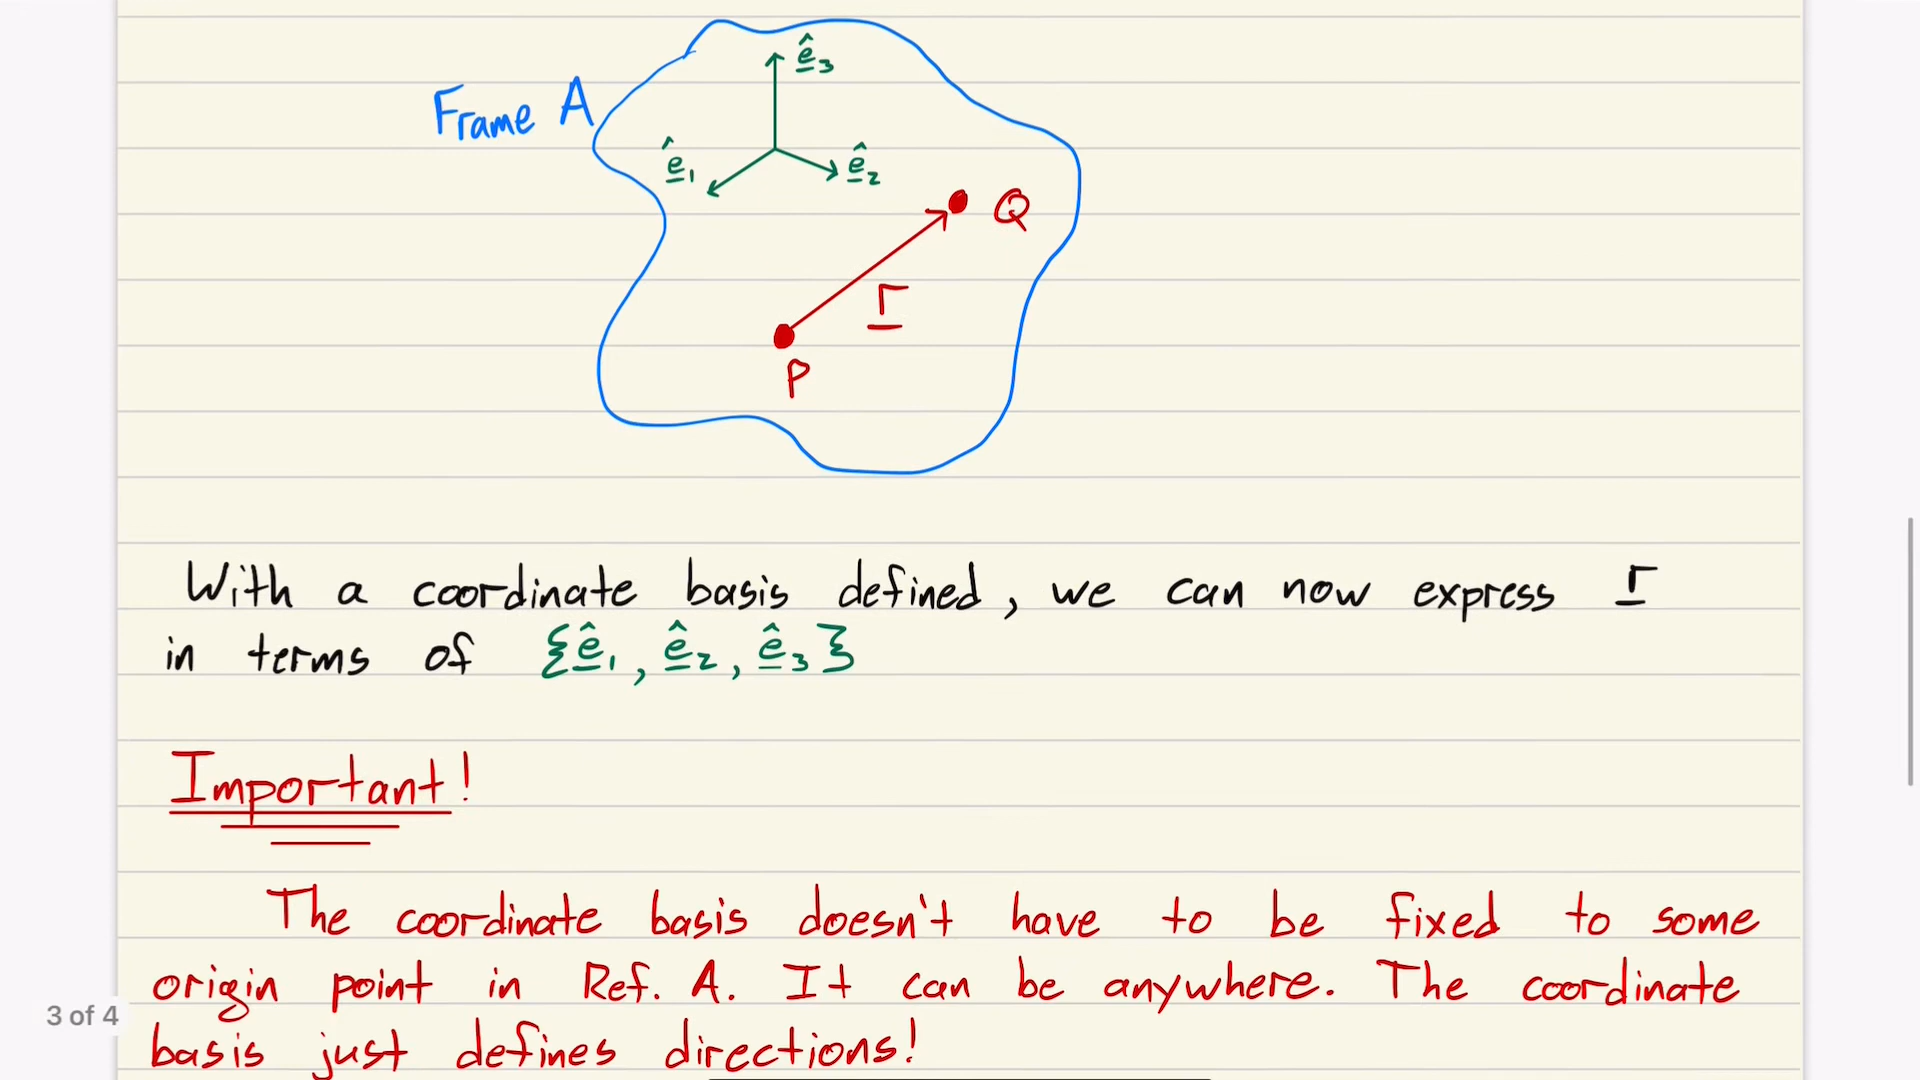 ê₃
Frame A
ê₁
ê₂
Q
r
P
With a coordinate basis defined, we can now express r
in terms of {ê₁, ê₂, ê₃}
Important!
The coordinate basis doesn't have to be fixed to some
origin point in Ref. A. It can be anywhere. The coordinate
3 of 4
basis just defines directions!